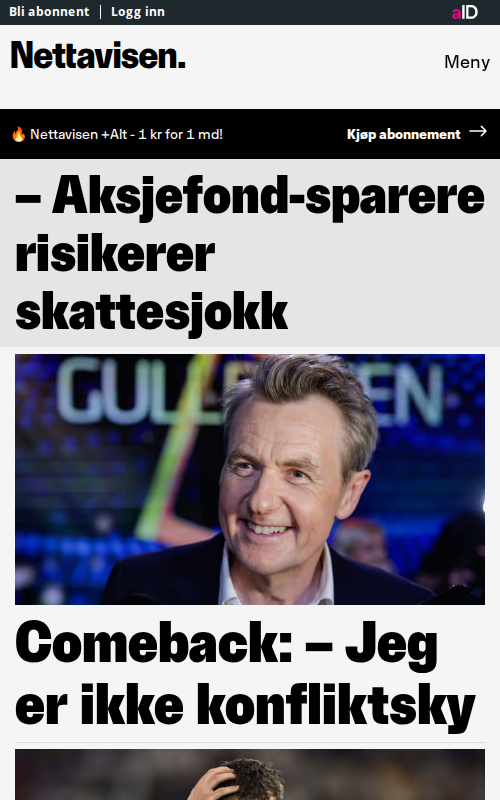 Bli abonnent | Logg inn
aID
Nettavisen.
Meny
🔥 Nettavisen +Alt - 1 kr for 1 md!
Kjøp abonnement →
– Aksjefond-sparere
risikerer
skattesjokk
GULL EN
Comeback: – Jeg
er ikke konfliktsky